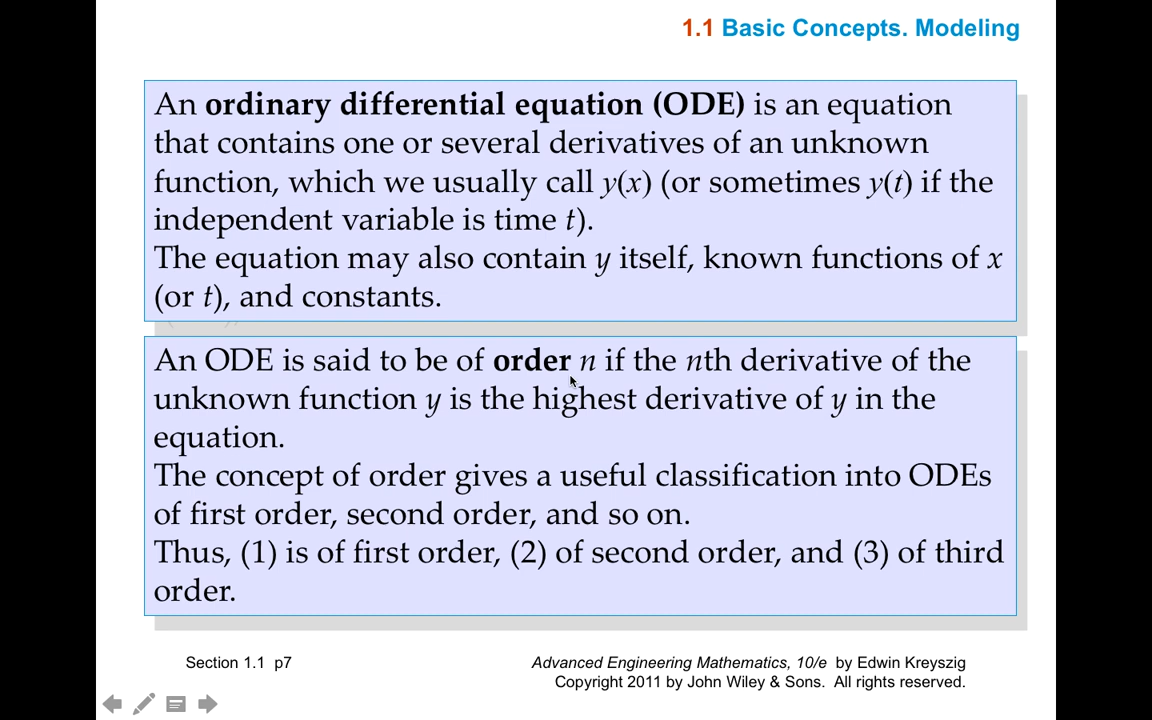 1.1 Basic Concepts. Modeling
An ordinary differential equation (ODE) is an equation
that contains one or several derivatives of an unknown
function, which we usually call y(x) (or sometimes y(t) if the
independent variable is time t).
The equation may also contain y itself, known functions of x
(or t), and constants.
An ODE is said to be of order n if the nth derivative of the
unknown function y is the highest derivative of y in the
equation.
The concept of order gives a useful classification into ODEs
of first order, second order, and so on.
Thus, (1) is of first order, (2) of second order, and (3) of third
order.
Section 1.1 p7
Advanced Engineering Mathematics, 10/e by Edwin Kreyszig
Copyright 2011 by John Wiley & Sons. All rights reserved.